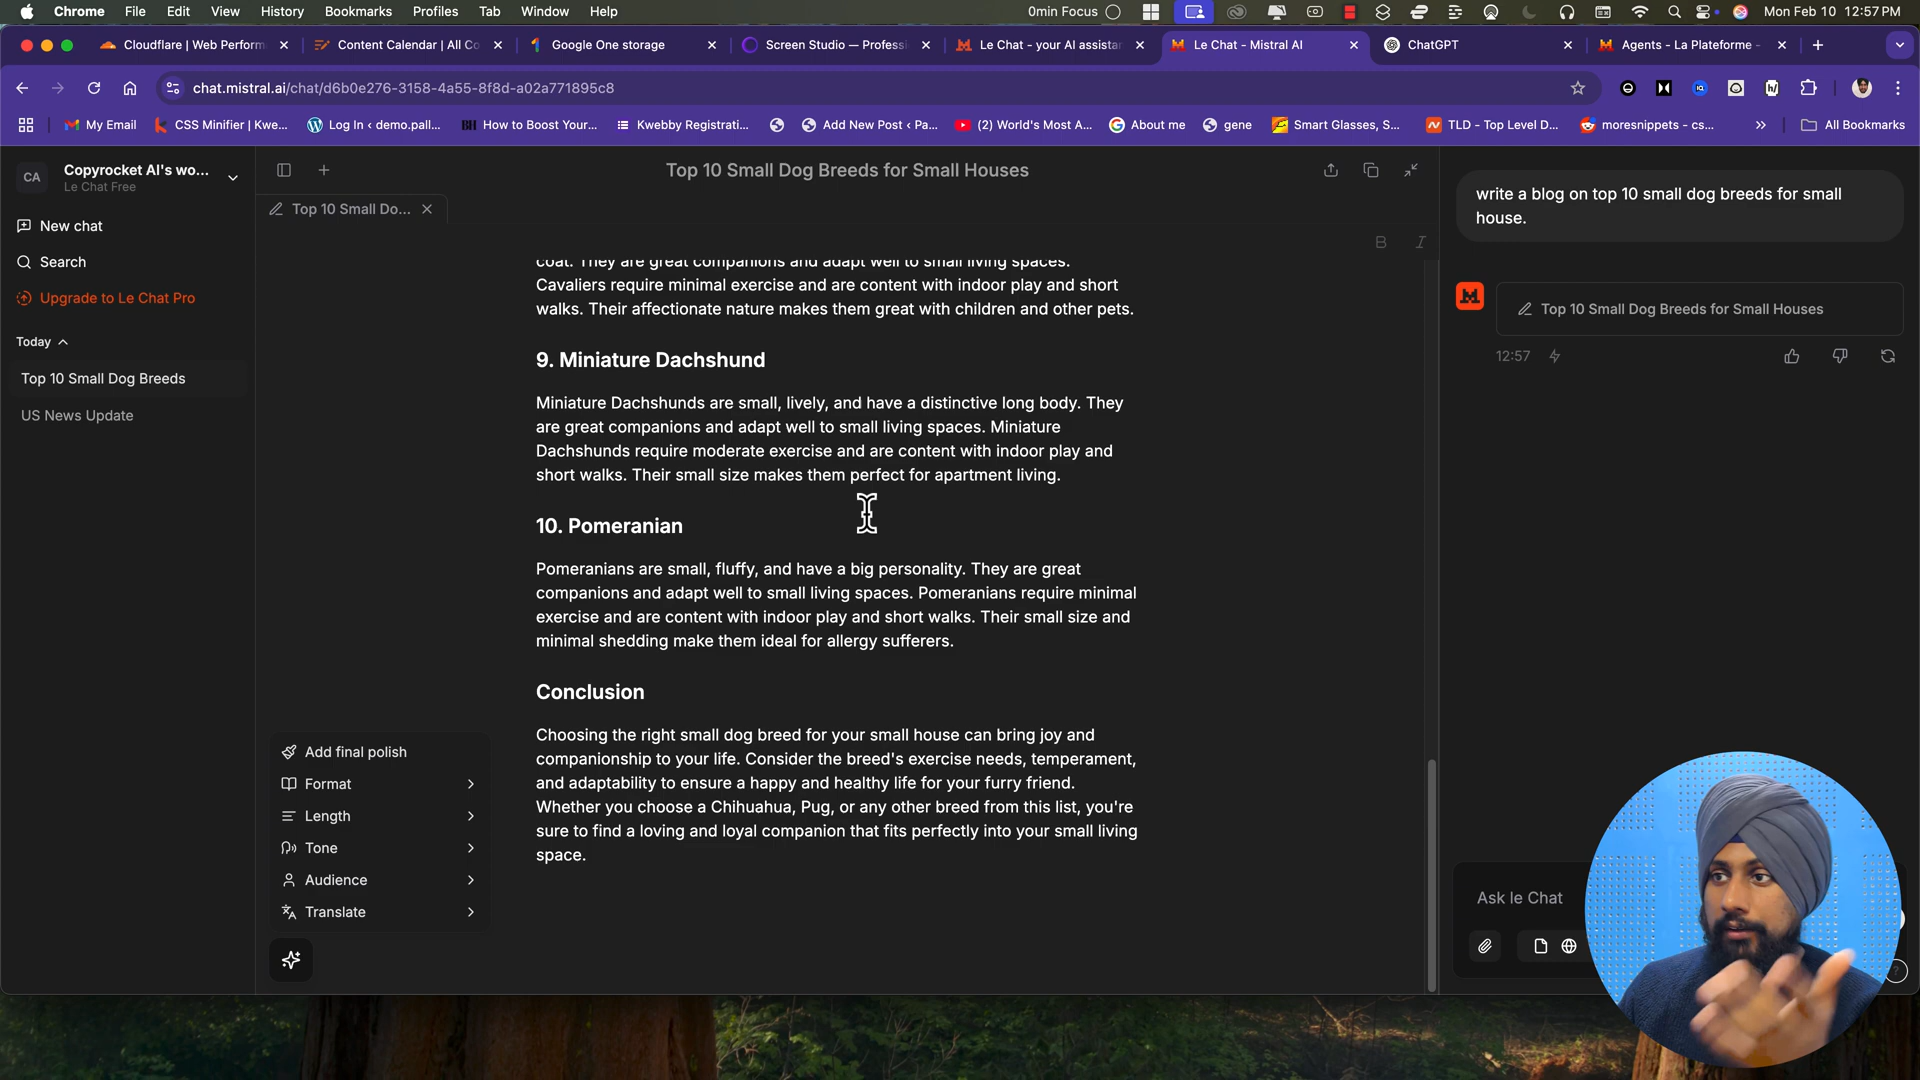 Chrome File Edit View History Bookmarks Profiles Tab Window Help 0min Focus Mon Feb 10 12:57 PM
Cloudflare | Web Perform
Content Calendar | All Co
Google One storage
Screen Studio — Professi
Le Chat - your AI assistar
Le Chat - Mistral AI
ChatGPT
Agents - La Plateforme -
chat.mistral.ai/chat/d6b0e276-3158-4a55-8f8d-a02a771895c8
My Email
CSS Minifier | Kwe...
Log In ‹ demo.pall...
How to Boost Your...
Kwebby Registrati...
Add New Post ‹ Pa...
(2) World's Most A...
About me
gene
Smart Glasses, S...
TLD - Top Level D...
moresnippets - cs...
All Bookmarks
CA
Copyrocket AI's wo...
Le Chat Free
New chat
Search
Upgrade to Le Chat Pro
Today
Top 10 Small Dog Breeds
US News Update
Top 10 Small Dog Breeds for Small Houses
Top 10 Small Do...
B I
coat. They are great companions and adapt well to small living spaces.
Cavaliers require minimal exercise and are content with indoor play and short
walks. Their affectionate nature makes them great with children and other pets.
9. Miniature Dachshund
Miniature Dachshunds are small, lively, and have a distinctive long body. They
are great companions and adapt well to small living spaces. Miniature
Dachshunds require moderate exercise and are content with indoor play and
short walks. Their small size makes them perfect for apartment living.
10. Pomeranian
Pomeranians are small, fluffy, and have a big personality. They are great
companions and adapt well to small living spaces. Pomeranians require minimal
exercise and are content with indoor play and short walks. Their small size and
minimal shedding make them ideal for allergy sufferers.
Conclusion
Choosing the right small dog breed for your small house can bring joy and
companionship to your life. Consider the breed's exercise needs, temperament,
and adaptability to ensure a happy and healthy life for your furry friend.
Whether you choose a Chihuahua, Pug, or any other breed from this list, you're
sure to find a loving and loyal companion that fits perfectly into your small living
space.
Add final polish
Format
Length
Tone
Audience
Translate
write a blog on top 10 small dog breeds for small
house.
Top 10 Small Dog Breeds for Small Houses
12:57
Ask le Chat